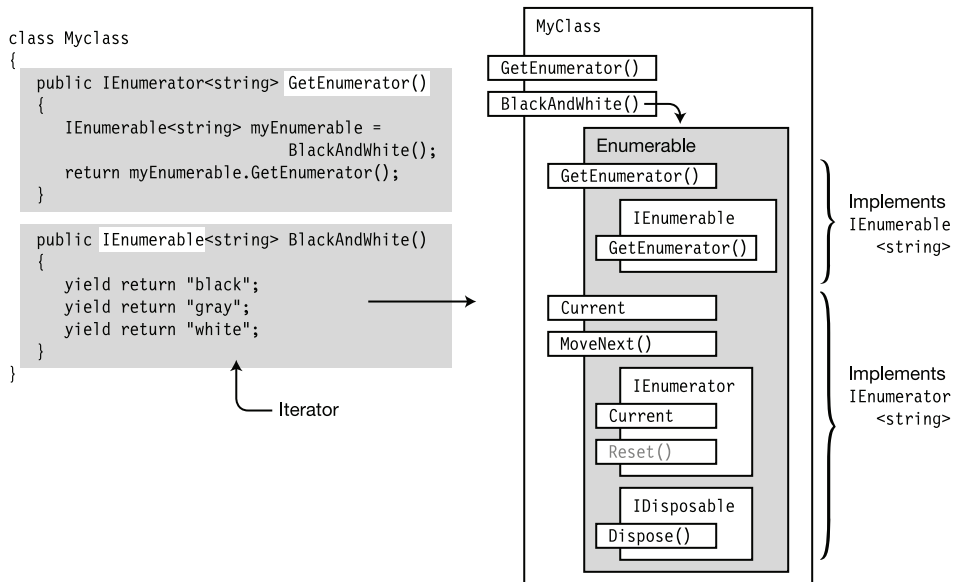 class Myclass
{
public IEnumerator<string> GetEnumerator()
{
IEnumerable<string> myEnumerable =
BlackAndWhite();
return myEnumerable.GetEnumerator();
}
public IEnumerable<string> BlackAndWhite()
{
yield return "black";
yield return "gray";
yield return "white";
}
}
Iterator
MyClass
GetEnumerator()
BlackAndWhite()
Enumerable
GetEnumerator()
IEnumerable
GetEnumerator()
Current
MoveNext()
IEnumerator
Current
Reset()
IDisposable
Dispose()
Implements
IEnumerable
<string>
Implements
IEnumerator
<string>